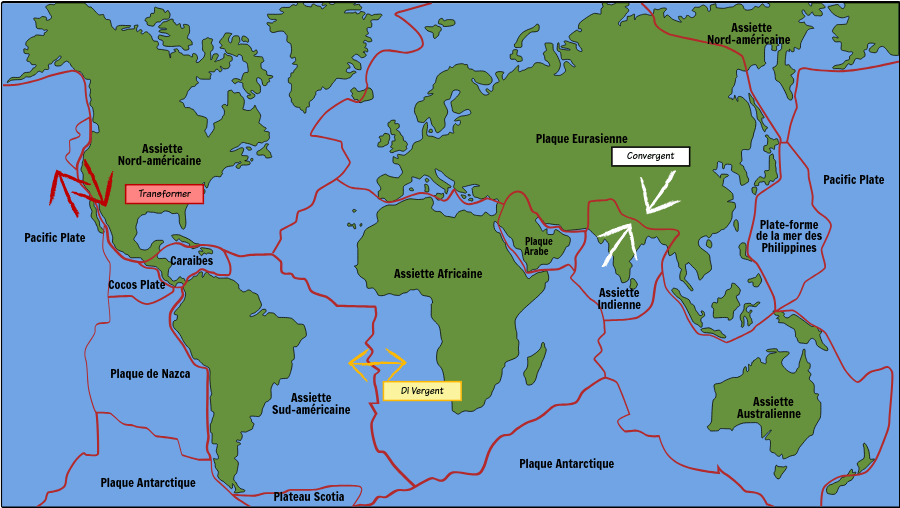 Assiette
Nord-américaine
Plaque Eurasienne
Convergent
Assiette
Nord-américaine
Transformer
Pacific Plate
Plate-forme
de la mer des
Philippines
Pacific Plate
Caraibes
Plaque
Arabe
Assiette Africaine
Cocos Plate
Assiette
Indienne
Plaque de Nazca
Di Vergent
Assiette
Sud-américaine
Assiette
Australienne
Plaque Antarctique
Plaque Antarctique
Plateau Scotia